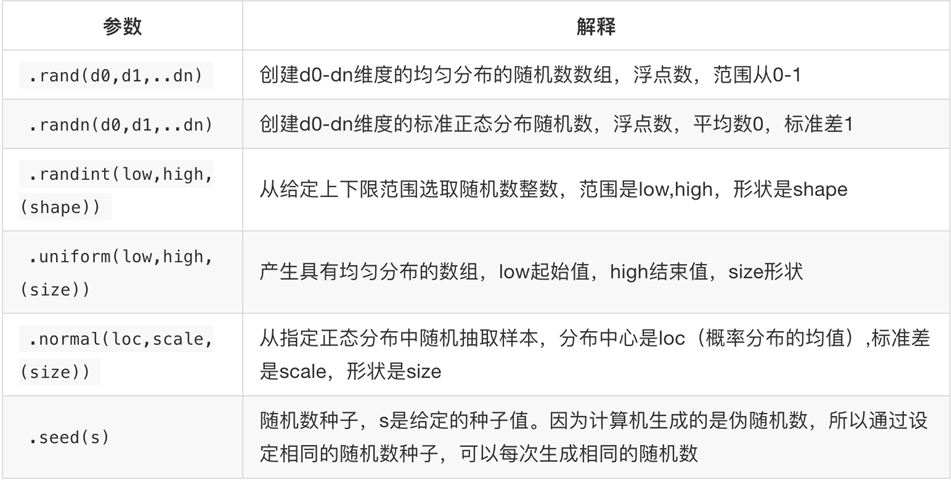 参数 解释
.rand(d0,d1,..dn) 创建d0-dn维度的均匀分布的随机数数组，浮点数，范围从0-1
.randn(d0,d1,..dn) 创建d0-dn维度的标准正态分布随机数，浮点数，平均数0，标准差1
.randint(low,high,
(shape)) 从给定上下限范围选取随机数整数，范围是low,high，形状是shape
.uniform(low,high,
(size)) 产生具有均匀分布的数组，low起始值，high结束值，size形状
.normal(loc,scale,
(size)) 从指定正态分布中随机抽取样本，分布中心是loc（概率分布的均值）,标准差
是scale，形状是size
.seed(s) 随机数种子，s是给定的种子值。因为计算机生成的是伪随机数，所以通过设
定相同的随机数种子，可以每次生成相同的随机数